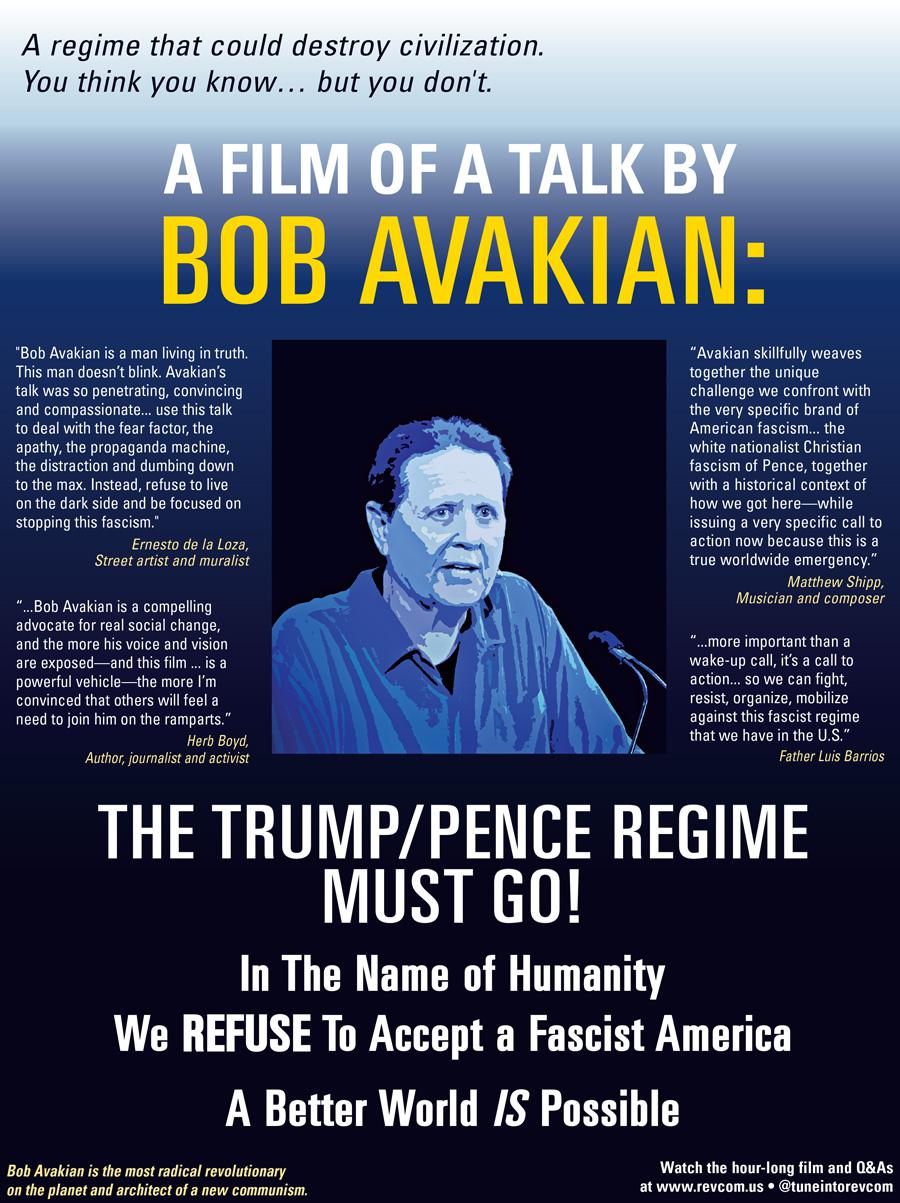 A regime that could destroy civilization.
You think you know... but you don't.
A FILM OF A TALK BY
BOB AVAKIAN:
"Bob Avakian is a man living in truth.
This man doesn't blink. Avakian's
talk was so penetrating, convincing
and compassionate... use this talk
to deal with the fear factor, the
apathy, the propaganda machine,
the distraction and dumbing down
to the max. Instead, refuse to live
on the dark side and be focused on
stopping this fascism."
Ernesto de la Loza,
Street artist and muralist
“...Bob Avakian is a compelling
advocate for real social change,
and the more his voice and vision
are exposed—and this film ... is a
powerful vehicle—the more I’m
convinced that others will feel a
need to join him on the ramparts.”
Herb Boyd,
Author, journalist and activist
“Avakian skillfully weaves
together the unique
challenge we confront with
the very specific brand of
American fascism... the
white nationalist Christian
fascism of Pence, together
with a historical context of
how we got here—while
issuing a very specific call to
action now because this is a
true worldwide emergency.”
Matthew Shipp,
Musician and composer
“...more important than a
wake-up call, it’s a call to
action... so we can fight,
resist, organize, mobilize
against this fascist regime
that we have in the U.S.”
Father Luis Barrios
THE TRUMP/PENCE REGIME
MUST GO!
In The Name of Humanity
We REFUSE To Accept a Fascist America
A Better World IS Possible
Bob Avakian is the most radical revolutionary
on the planet and architect of a new communism.
Watch the hour-long film and Q&As
at www.revcom.us • @tuneintorevcom